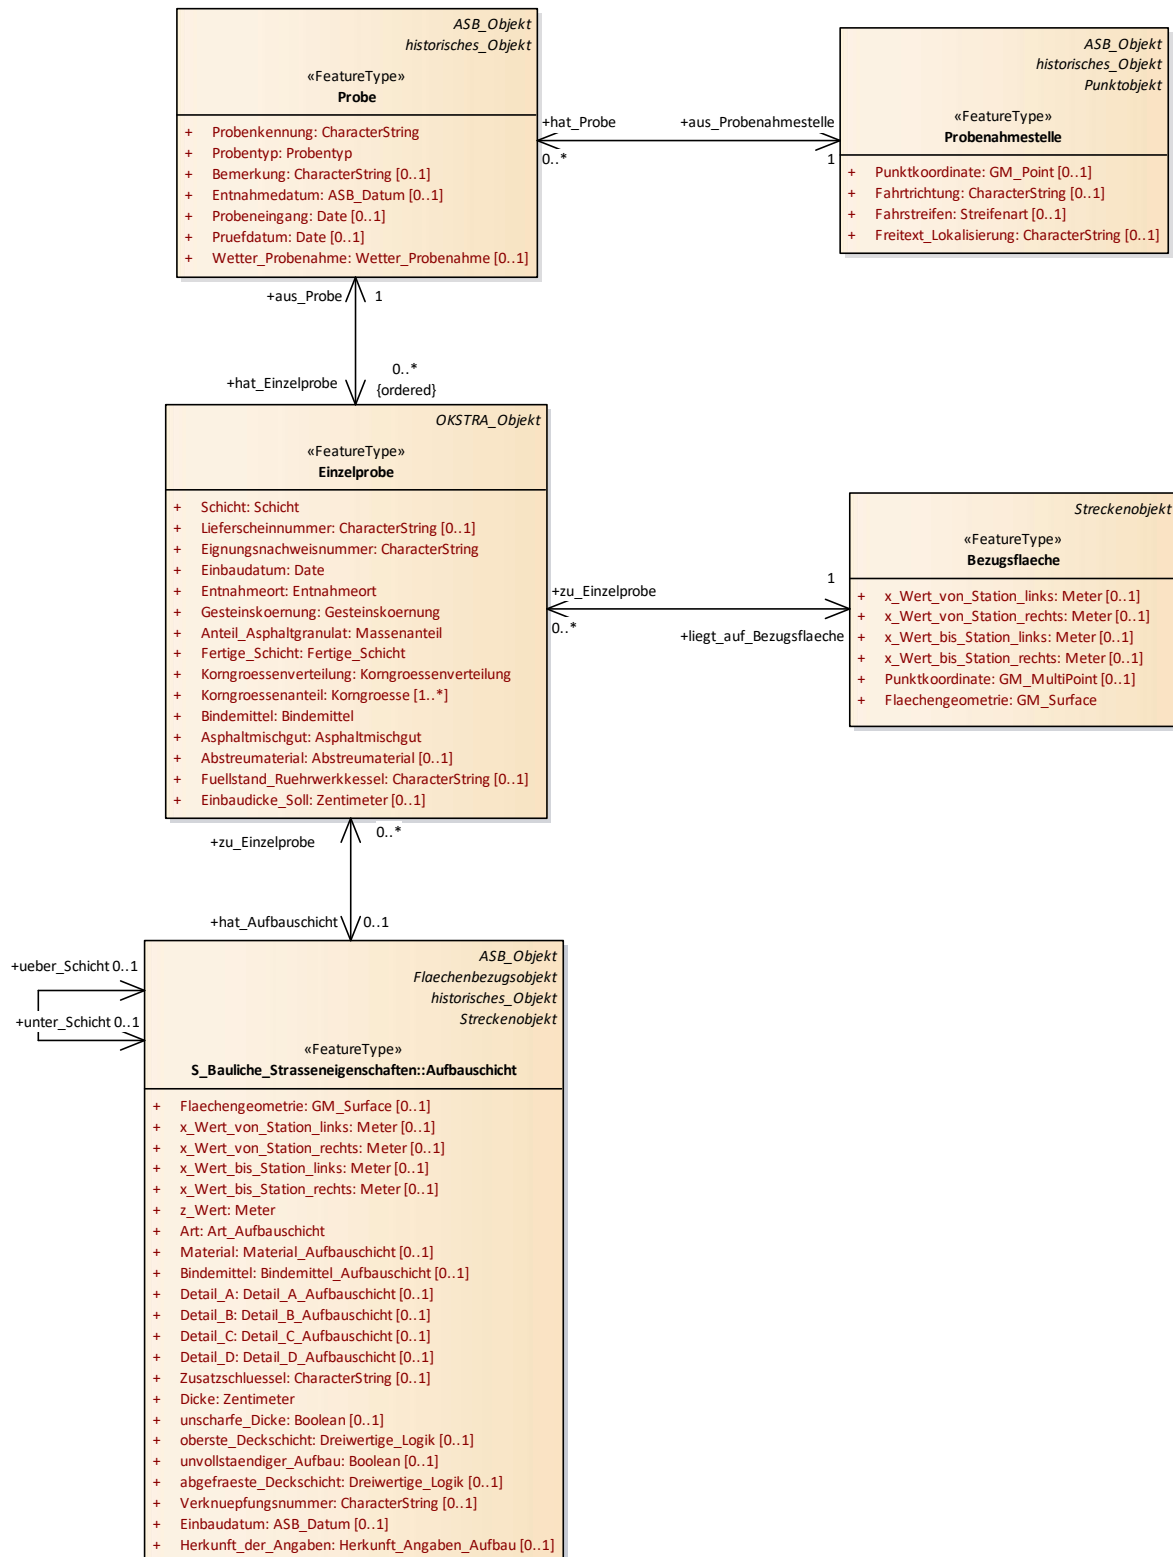 ASB_Objekt
historisches_Objekt
«FeatureType»
Probe
+ Probenkennung: CharacterString
+ Probentyp: Probentyp
+ Bemerkung: CharacterString [0..1]
+ Entnahmedatum: ASB_Datum [0..1]
+ Probeneingang: Date [0..1]
+ Pruefdatum: Date [0..1]
+ Wetter_Probenahme: Wetter_Probenahme [0..1]
+hat_Probe
0..*
+aus_Probenahmestelle
1
ASB_Objekt
historisches_Objekt
Punktobjekt
«FeatureType»
Probenahmestelle
+ Punktkoordinate: GM_Point [0..1]
+ Fahrtrichtung: CharacterString [0..1]
+ Fahrstreifen: Streifenart [0..1]
+ Freitext_Lokalisierung: CharacterString [0..1]
+aus_Probe
1
+hat_Einzelprobe
0..*
{ordered}
OKSTRA_Objekt
«FeatureType»
Einzelprobe
+ Schicht: Schicht
+ Lieferscheinnummer: CharacterString [0..1]
+ Eignungsnachweisnummer: CharacterString
+ Einbaudatum: Date
+ Entnahmeort: Entnahmeort
+ Gesteinskoernung: Gesteinskoernung
+ Anteil_Asphaltgranulat: Massenanteil
+ Fertige_Schicht: Fertige_Schicht
+ Korngroessenverteilung: Korngroessenverteilung
+ Korngroessenanteil: Korngroesse [1..*]
+ Bindemittel: Bindemittel
+ Asphaltmischgut: Asphaltmischgut
+ Abstreumaterial: Abstreumaterial [0..1]
+ Fuellstand_Ruehrwerkkessel: CharacterString [0..1]
+ Einbaudicke_Soll: Zentimeter [0..1]
+zu_Einzelprobe
0..*
1
+liegt_auf_Bezugsflaeche
Streckenobjekt
«FeatureType»
Bezugsflaeche
+ x_Wert_von_Station_links: Meter [0..1]
+ x_Wert_von_Station_rechts: Meter [0..1]
+ x_Wert_bis_Station_links: Meter [0..1]
+ x_Wert_bis_Station_rechts: Meter [0..1]
+ Punktkoordinate: GM_MultiPoint [0..1]
+ Flaechengeometrie: GM_Surface
+zu_Einzelprobe
0..*
+hat_Aufbauschicht
0..1
+ueber_Schicht 0..1
+unter_Schicht 0..1
ASB_Objekt
Flaechenbezugsobjekt
historisches_Objekt
Streckenobjekt
«FeatureType»
S_Bauliche_Strasseneigenschaften::Aufbauschicht
+ Flaechengeometrie: GM_Surface [0..1]
+ x_Wert_von_Station_links: Meter [0..1]
+ x_Wert_von_Station_rechts: Meter [0..1]
+ x_Wert_bis_Station_links: Meter [0..1]
+ x_Wert_bis_Station_rechts: Meter [0..1]
+ z_Wert: Meter
+ Art: Art_Aufbauschicht
+ Material: Material_Aufbauschicht [0..1]
+ Bindemittel: Bindemittel_Aufbauschicht [0..1]
+ Detail_A: Detail_A_Aufbauschicht [0..1]
+ Detail_B: Detail_B_Aufbauschicht [0..1]
+ Detail_C: Detail_C_Aufbauschicht [0..1]
+ Detail_D: Detail_D_Aufbauschicht [0..1]
+ Zusatzschluessel: CharacterString [0..1]
+ Dicke: Zentimeter
+ unscharfe_Dicke: Boolean [0..1]
+ oberste_Deckschicht: Dreiwertige_Logik [0..1]
+ unvollstaendiger_Aufbau: Boolean [0..1]
+ abgefraeste_Deckschicht: Dreiwertige_Logik [0..1]
+ Verknuepfungsnummer: CharacterString [0..1]
+ Einbaudatum: ASB_Datum [0..1]
+ Herkunft_der_Angaben: Herkunft_Angaben_Aufbau [0..1]